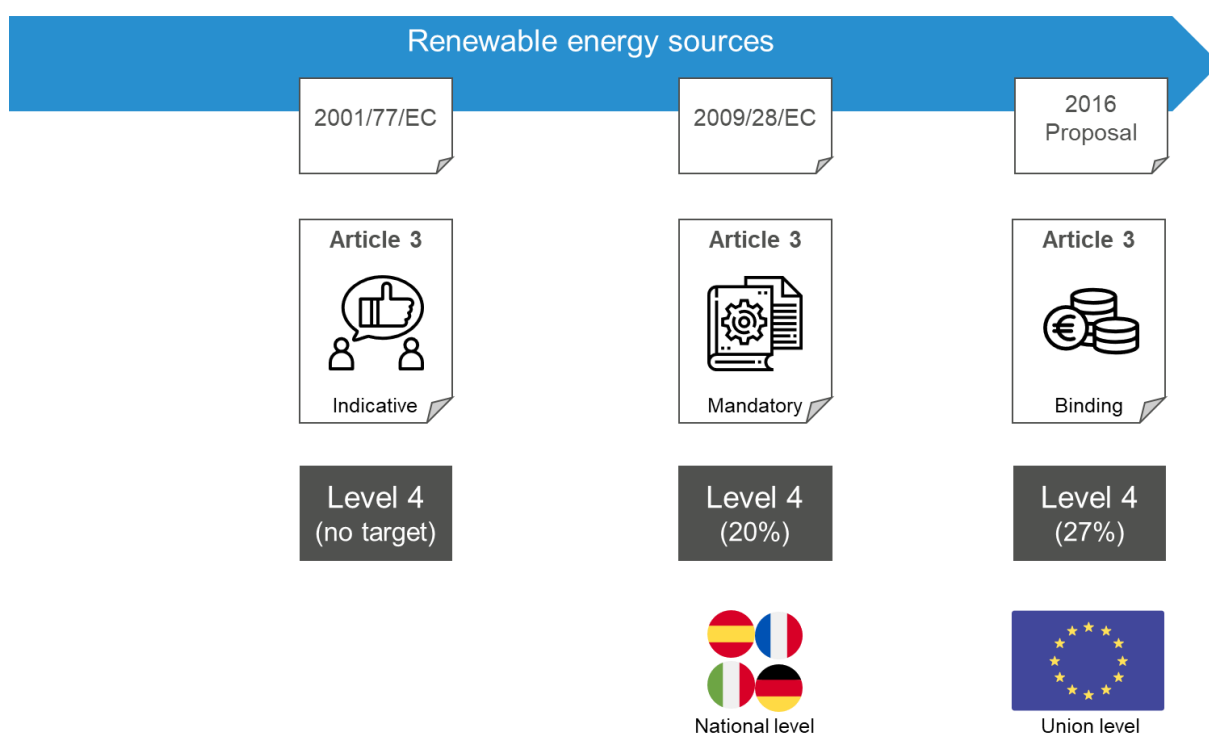 Renewable energy sources
2001/77/EC
2009/28/EC
2016
Proposal
Article 3
Article 3
Article 3
€
Indicative
Mandatory
Binding
Level 4
(no target)
Level 4
(20%)
Level 4
(27%)
National level
Union level